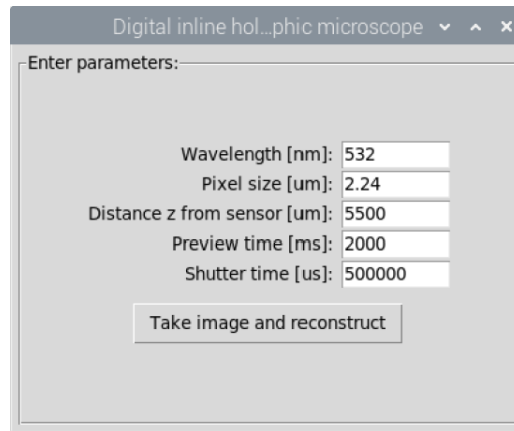 Digital inline hol...phic microscope
Enter parameters:
Wavelength [nm]: 532
Pixel size [um]: 2.24
Distance z from sensor [um]: 5500
Preview time [ms]: 2000
Shutter time [us]: 500000
Take image and reconstruct